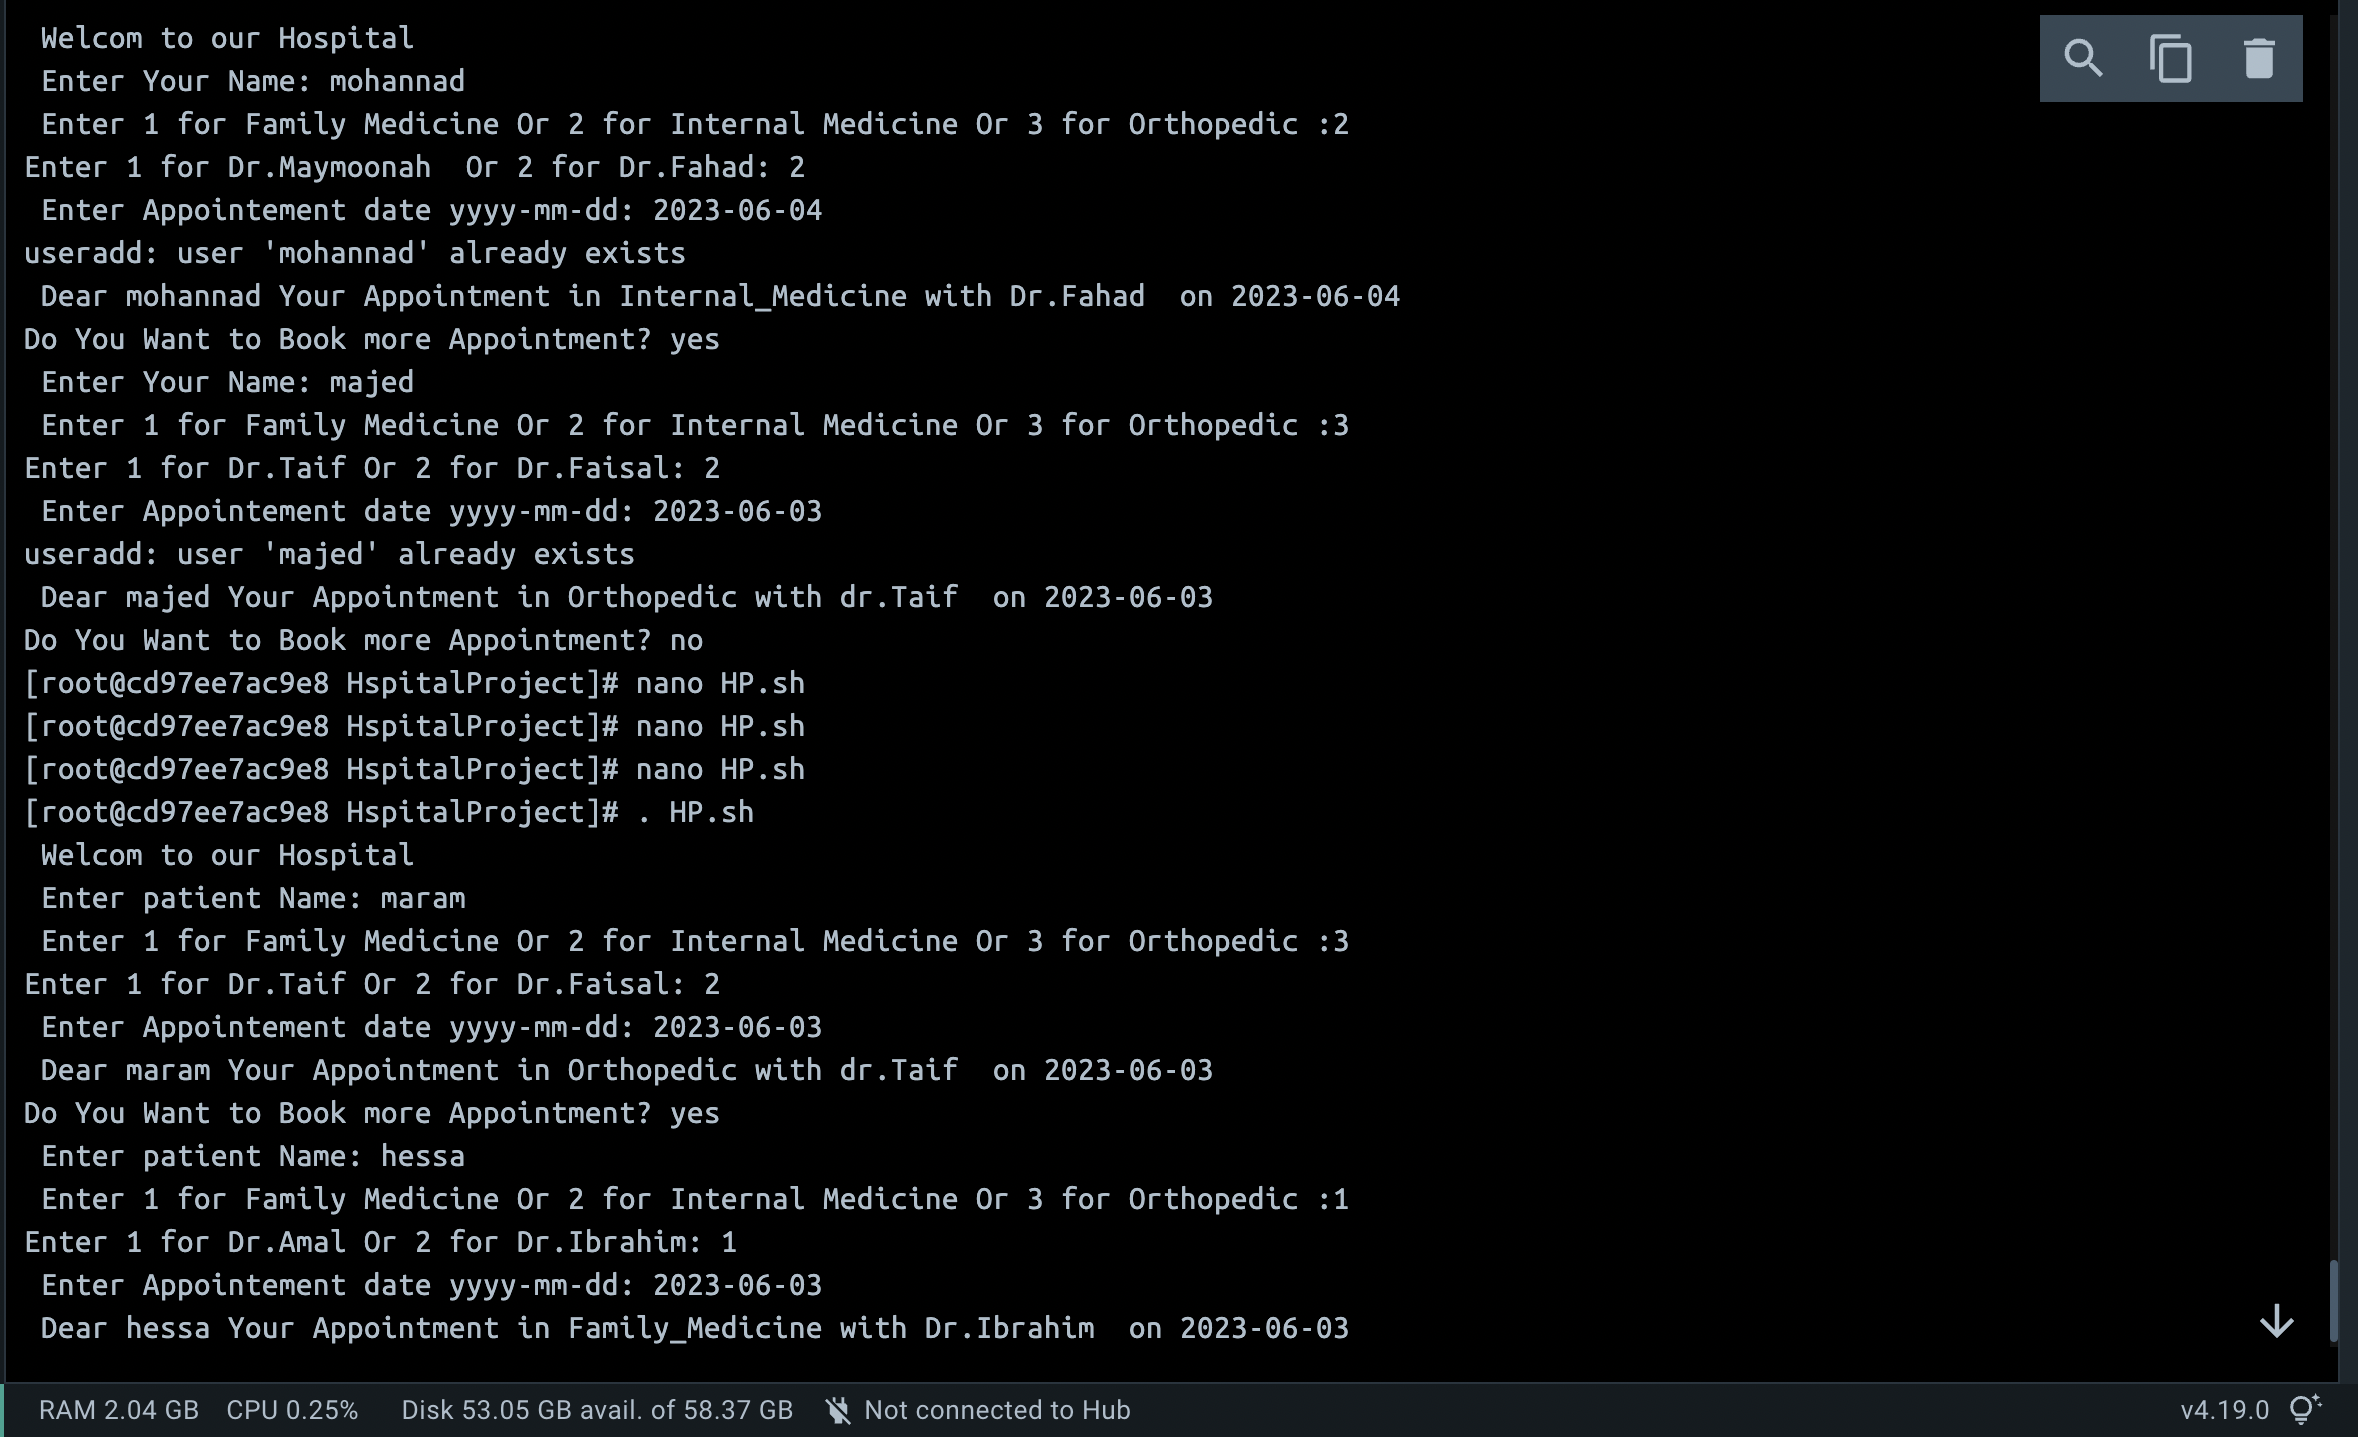 Welcom to our Hospital
Enter Your Name: mohannad
Enter 1 for Family Medicine Or 2 for Internal Medicine Or 3 for Orthopedic :2
Enter 1 for Dr.Maymoonah  Or 2 for Dr.Fahad: 2
Enter Appointement date yyyy-mm-dd: 2023-06-04
useradd: user 'mohannad' already exists
Dear mohannad Your Appointment in Internal_Medicine with Dr.Fahad  on 2023-06-04
Do You Want to Book more Appointment? yes
Enter Your Name: majed
Enter 1 for Family Medicine Or 2 for Internal Medicine Or 3 for Orthopedic :3
Enter 1 for Dr.Taif Or 2 for Dr.Faisal: 2
Enter Appointement date yyyy-mm-dd: 2023-06-03
useradd: user 'majed' already exists
Dear majed Your Appointment in Orthopedic with dr.Taif  on 2023-06-03
Do You Want to Book more Appointment? no
[root@cd97ee7ac9e8 HspitalProject]# nano HP.sh
[root@cd97ee7ac9e8 HspitalProject]# nano HP.sh
[root@cd97ee7ac9e8 HspitalProject]# nano HP.sh
[root@cd97ee7ac9e8 HspitalProject]# . HP.sh
Welcom to our Hospital
Enter patient Name: maram
Enter 1 for Family Medicine Or 2 for Internal Medicine Or 3 for Orthopedic :3
Enter 1 for Dr.Taif Or 2 for Dr.Faisal: 2
Enter Appointement date yyyy-mm-dd: 2023-06-03
Dear maram Your Appointment in Orthopedic with dr.Taif  on 2023-06-03
Do You Want to Book more Appointment? yes
Enter patient Name: hessa
Enter 1 for Family Medicine Or 2 for Internal Medicine Or 3 for Orthopedic :1
Enter 1 for Dr.Amal Or 2 for Dr.Ibrahim: 1
Enter Appointement date yyyy-mm-dd: 2023-06-03
Dear hessa Your Appointment in Family_Medicine with Dr.Ibrahim  on 2023-06-03
RAM 2.04 GB CPU 0.25% Disk 53.05 GB avail. of 58.37 GB Not connected to Hub v4.19.0